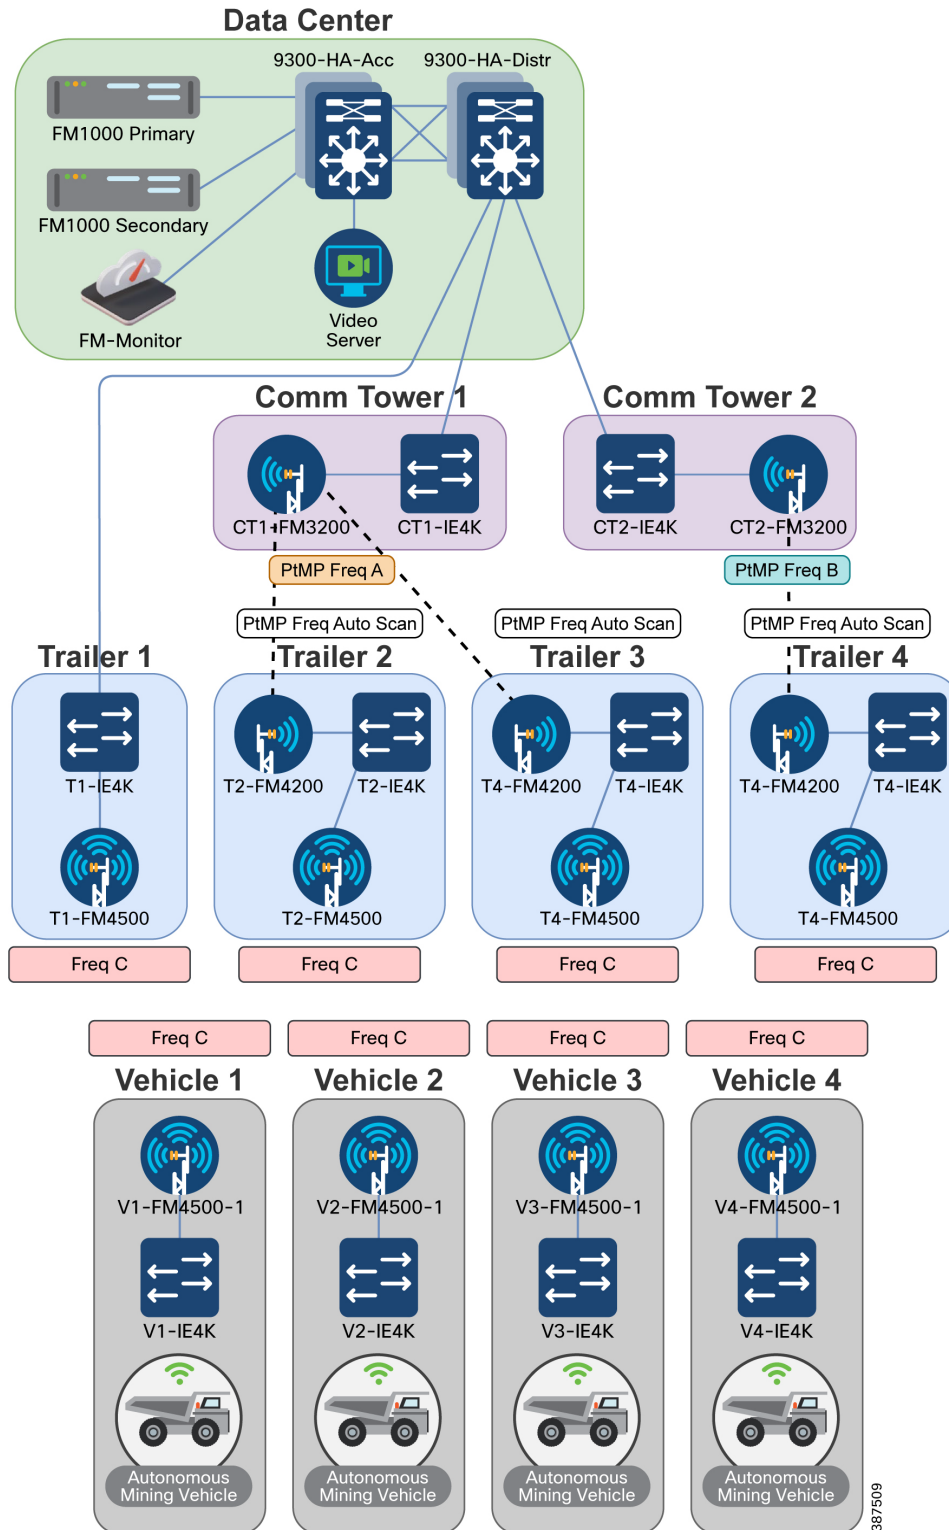 Data Center
9300-HA-Acc
9300-HA-Distr
FM1000 Primary
FM1000 Secondary
FM-Monitor
Video
Server
Comm Tower 1
Comm Tower 2
CT1-FM3200
CT1-IE4K
CT2-IE4K
CT2-FM3200
PtMP Freq A
PtMP Freq B
PtMP Freq Auto Scan
PtMP Freq Auto Scan
PtMP Freq Auto Scan
Trailer 1
Trailer 2
Trailer 3
Trailer 4
T1-IE4K
T2-FM4200
T2-IE4K
T4-FM4200
T4-IE4K
T4-FM4200
T4-IE4K
T1-FM4500
T2-FM4500
T4-FM4500
T4-FM4500
Freq C
Freq C
Freq C
Freq C
Freq C
Freq C
Freq C
Freq C
Vehicle 1
Vehicle 2
Vehicle 3
Vehicle 4
V1-FM4500-1
V2-FM4500-1
V3-FM4500-1
V4-FM4500-1
V1-IE4K
V2-IE4K
V3-IE4K
V4-IE4K
Autonomous
Mining Vehicle
Autonomous
Mining Vehicle
Autonomous
Mining Vehicle
Autonomous
Mining Vehicle
387509